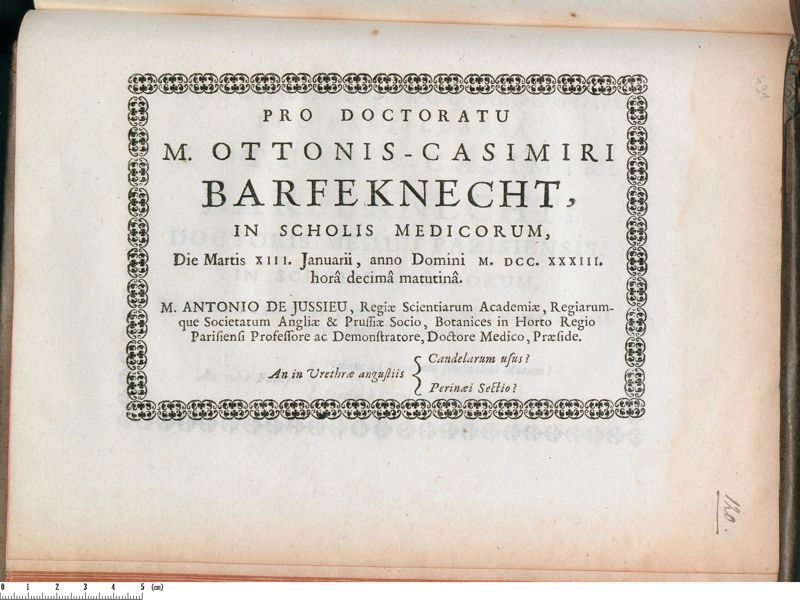 491
PRO DOCTORATU
M. OTTONIS-CASIMIRI
BARFEKNECHT,
IN SCHOLIS MEDICORUM,
Die Martis XIII. Januarii, anno Domini M. DCC. XXXIII.
horâ decimâ matutinâ.
M. ANTONIO DE JUSSIEU, Regiæ Scientiarum Academiæ, Regiarum-
que Societatum Angliæ & Prussiæ Socio, Botanices in Horto Regio
Parisiensi Professore ac Demonstratore, Doctore Medico, Præside.
An in Urethræ angustiis { Candelarum usus?
Perinæi Sectio?
120.
0 1 2 3 4 5 (cm)